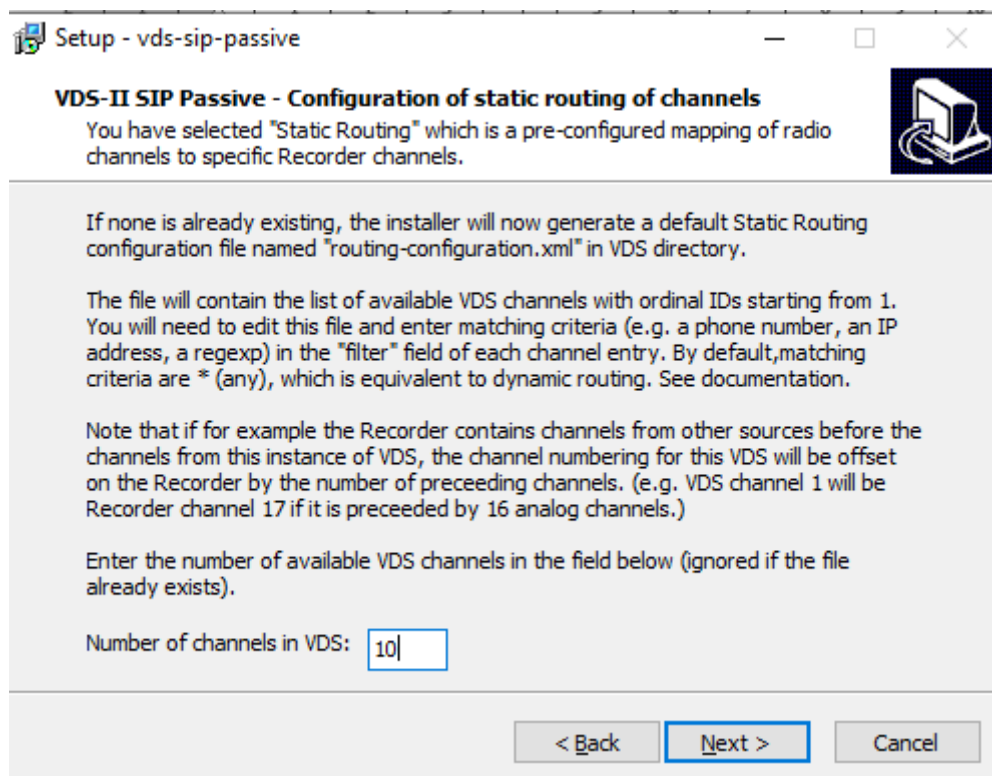 Setup - vds-sip-passive
VDS-II SIP Passive - Configuration of static routing of channels
You have selected "Static Routing" which is a pre-configured mapping of radio
channels to specific Recorder channels.
If none is already existing, the installer will now generate a default Static Routing
configuration file named "routing-configuration.xml" in VDS directory.
The file will contain the list of available VDS channels with ordinal IDs starting from 1.
You will need to edit this file and enter matching criteria (e.g. a phone number, an IP
address, a regexp) in the "filter" field of each channel entry. By default,matching
criteria are * (any), which is equivalent to dynamic routing. See documentation.
Note that if for example the Recorder contains channels from other sources before the
channels from this instance of VDS, the channel numbering for this VDS will be offset
on the Recorder by the number of preceeding channels. (e.g. VDS channel 1 will be
Recorder channel 17 if it is preceeded by 16 analog channels.)
Enter the number of available VDS channels in the field below (ignored if the file
already exists).
Number of channels in VDS: 10
< Back Next > Cancel